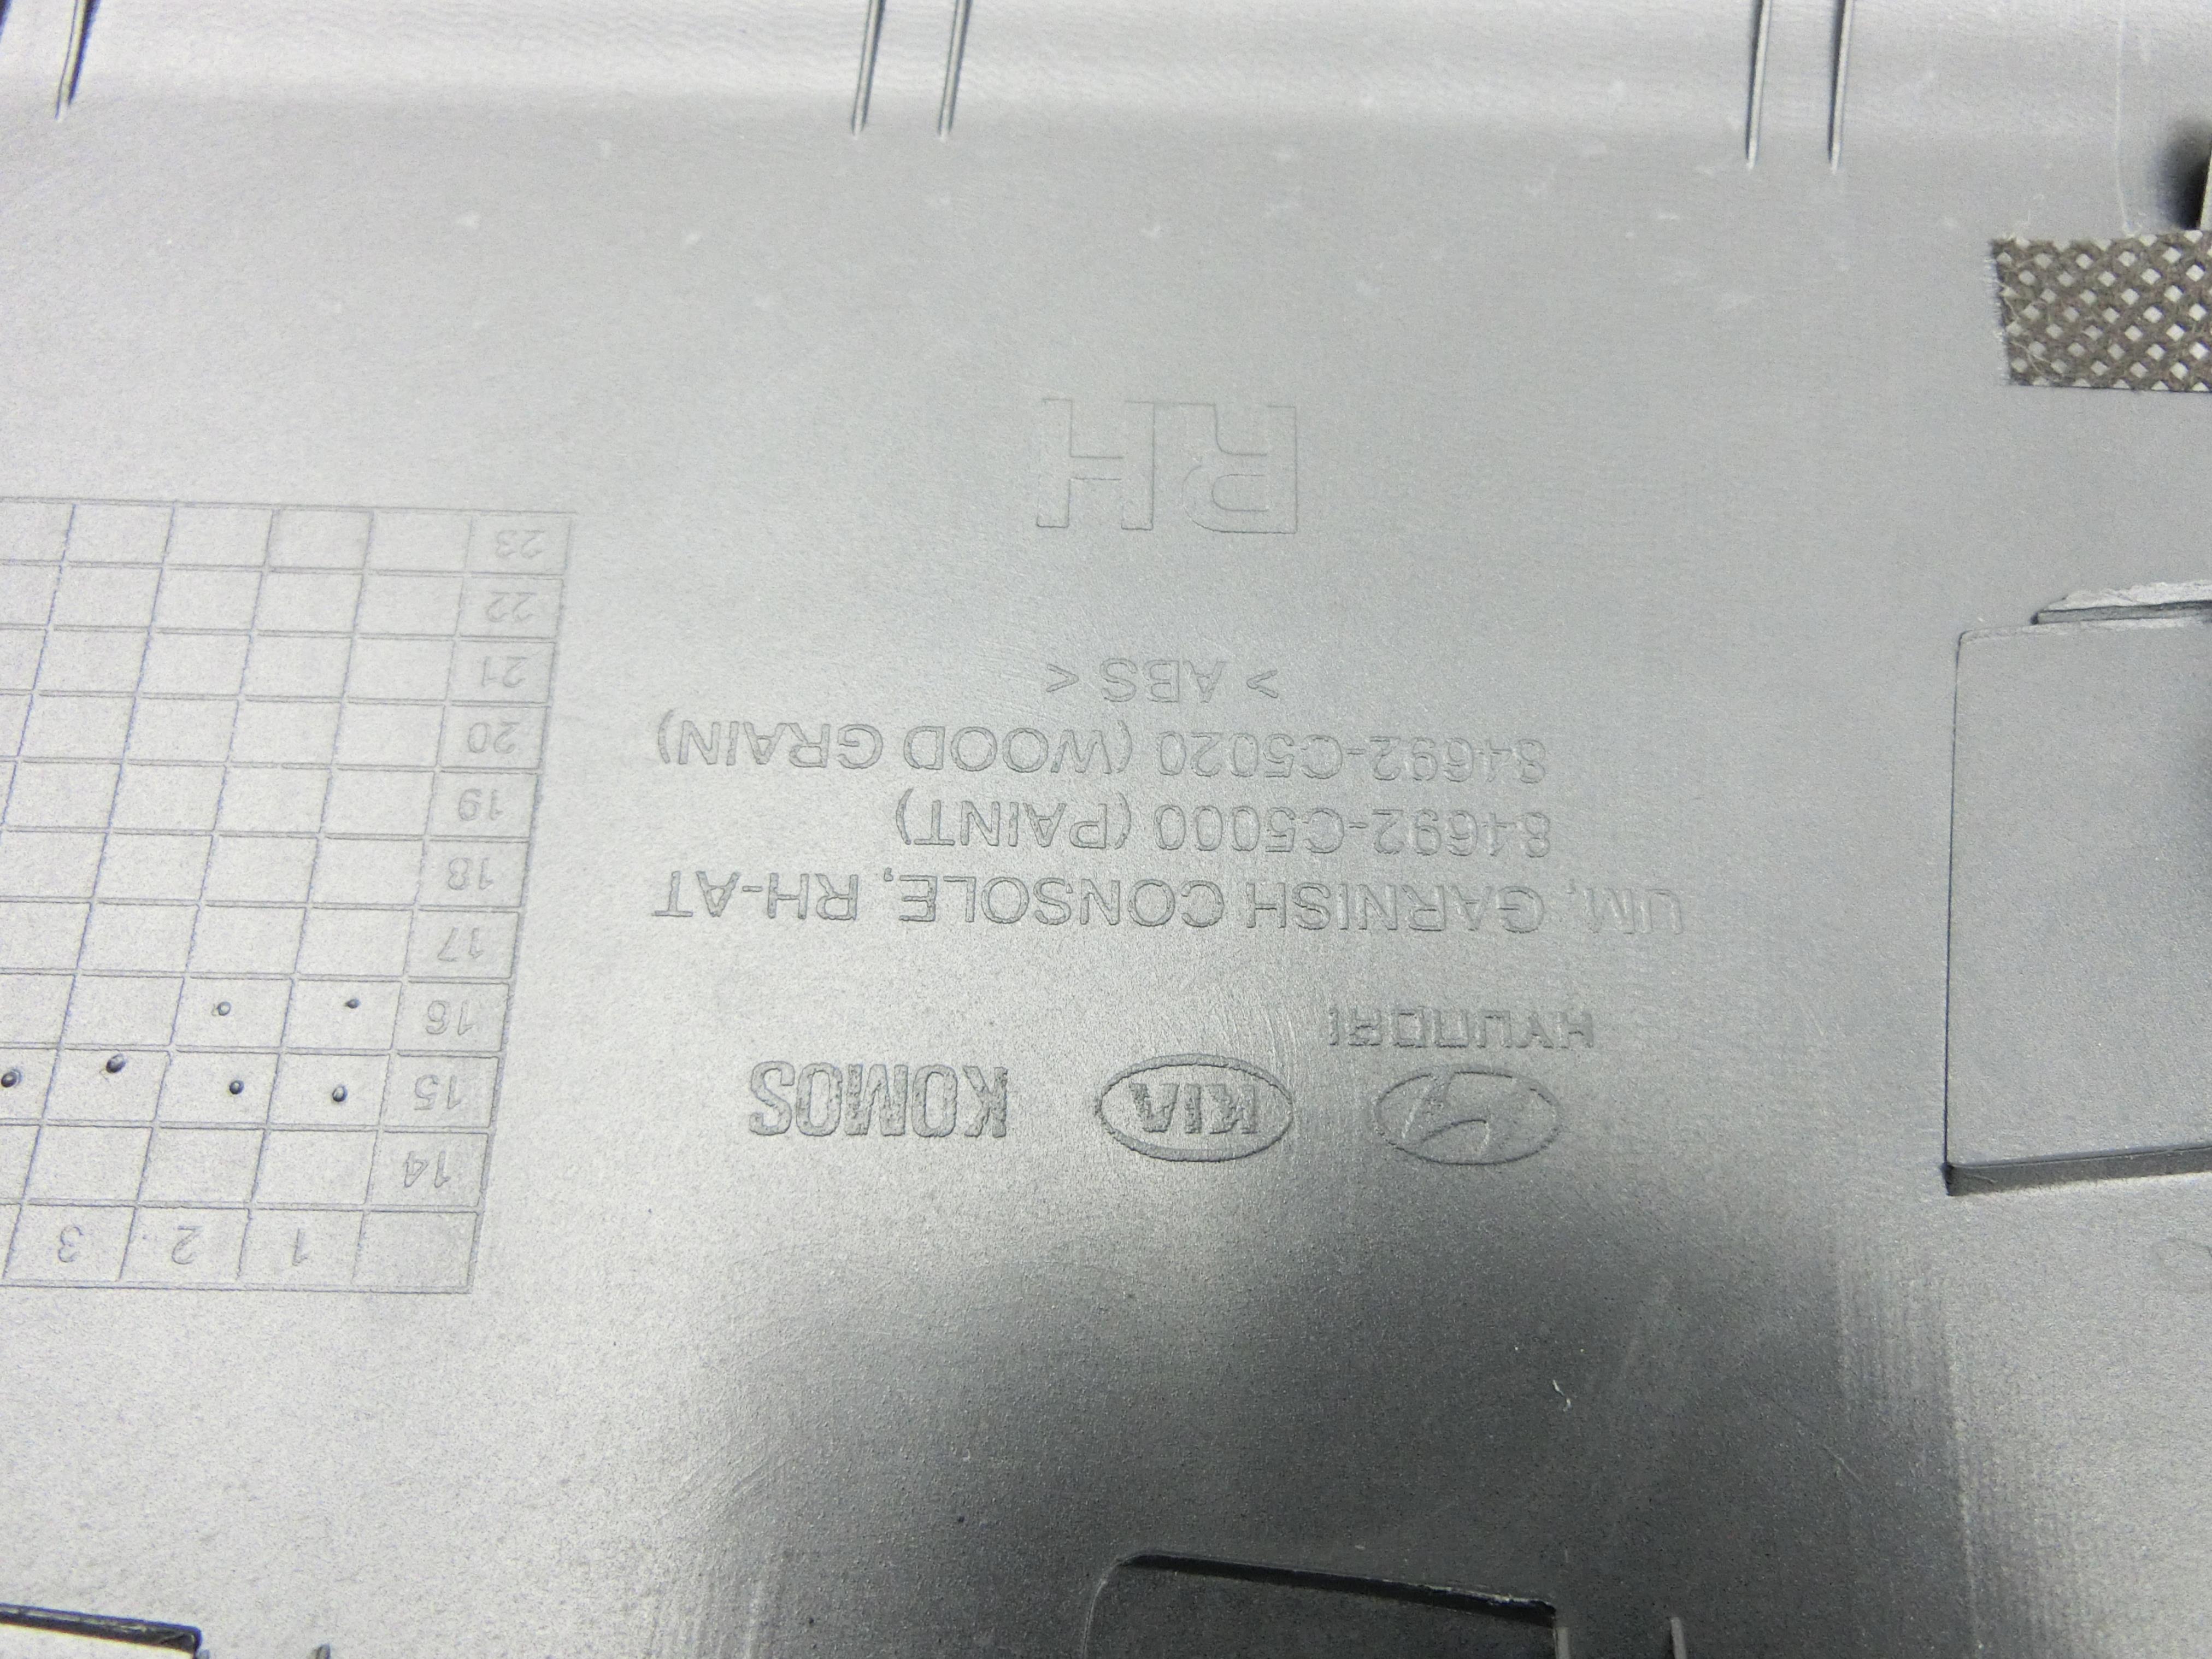 HYUNDAI KIA KOMOS
UM, GARNISH CONSOLE, RH-AT
84692-C5000 (PAINT)
84692-C5020 (WOOD GRAIN)
> ABS <
RH
1 2 3
14
15
16
17
18
19
20
21
22
23